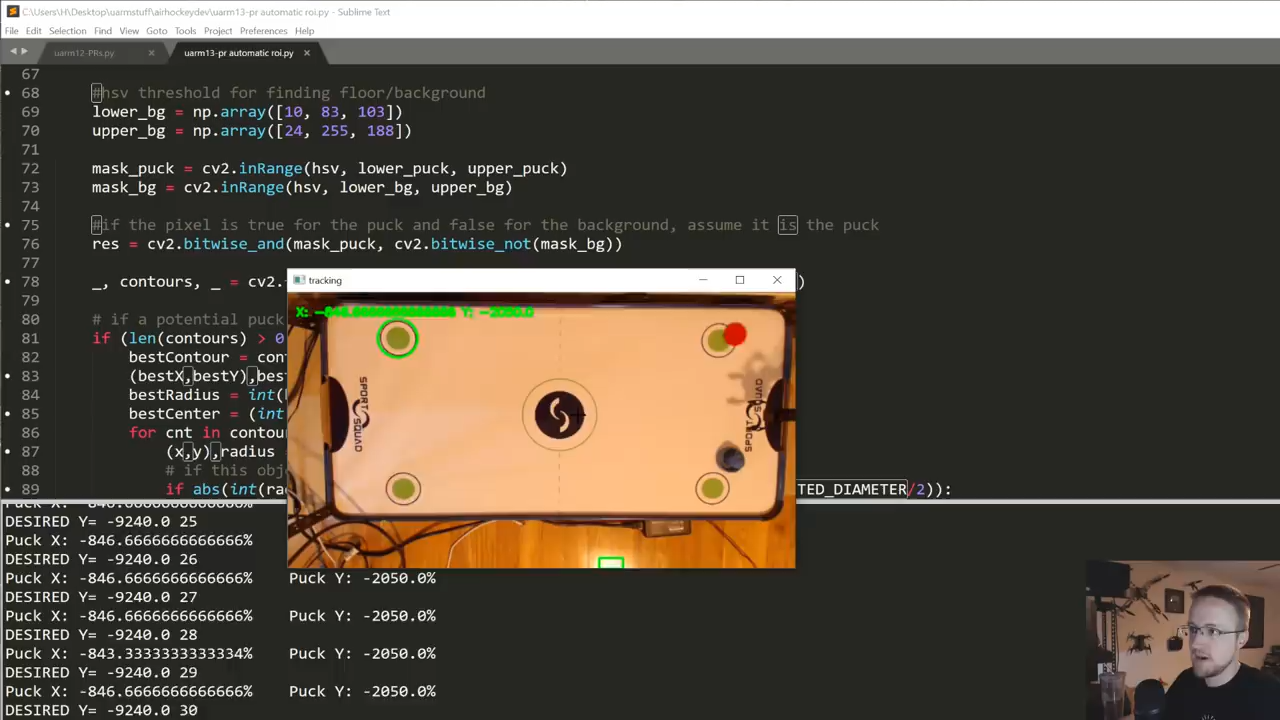 C:\Users\H\Desktop\uarmstuff\airhockeydev\uarm13-pr automatic roi.py - Sublime Text
File Edit Selection Find View Goto Tools Project Preferences Help
uarm12-PRs.py × uarm13-pr automatic roi.py ×
67
68 #hsv threshold for finding floor/background
69 lower_bg = np.array([10, 83, 103])
70 upper_bg = np.array([24, 255, 188])
71
72 mask_puck = cv2.inRange(hsv, lower_puck, upper_puck)
73 mask_bg = cv2.inRange(hsv, lower_bg, upper_bg)
74
75 #if the pixel is true for the puck and false for the background, assume it is the puck
76 res = cv2.bitwise_and(mask_puck, cv2.bitwise_not(mask_bg))
77
78 _, contours, _ = cv2. )
79
80 # if a potential puck
81 if (len(contours) > 0
82 bestContour = con
83 (bestX,bestY),bes
84 bestRadius = int(
85 bestCenter = (int
86 for cnt in contou
87 (x,y),radius =
88 # if this obj
89 if abs(int(ra TED_DIAMETER/2)):
tracking
X: -846.6666666666666 Y: -2050.0
SPORT SQUAD
SPORT SQUAD
DESIRED Y= -9240.0 25
Puck X: -846.6666666666666%
DESIRED Y= -9240.0 26
Puck X: -846.6666666666666% Puck Y: -2050.0%
DESIRED Y= -9240.0 27
Puck X: -846.6666666666666% Puck Y: -2050.0%
DESIRED Y= -9240.0 28
Puck X: -843.3333333333334% Puck Y: -2050.0%
DESIRED Y= -9240.0 29
Puck X: -846.6666666666666% Puck Y: -2050.0%
DESIRED Y= -9240.0 30